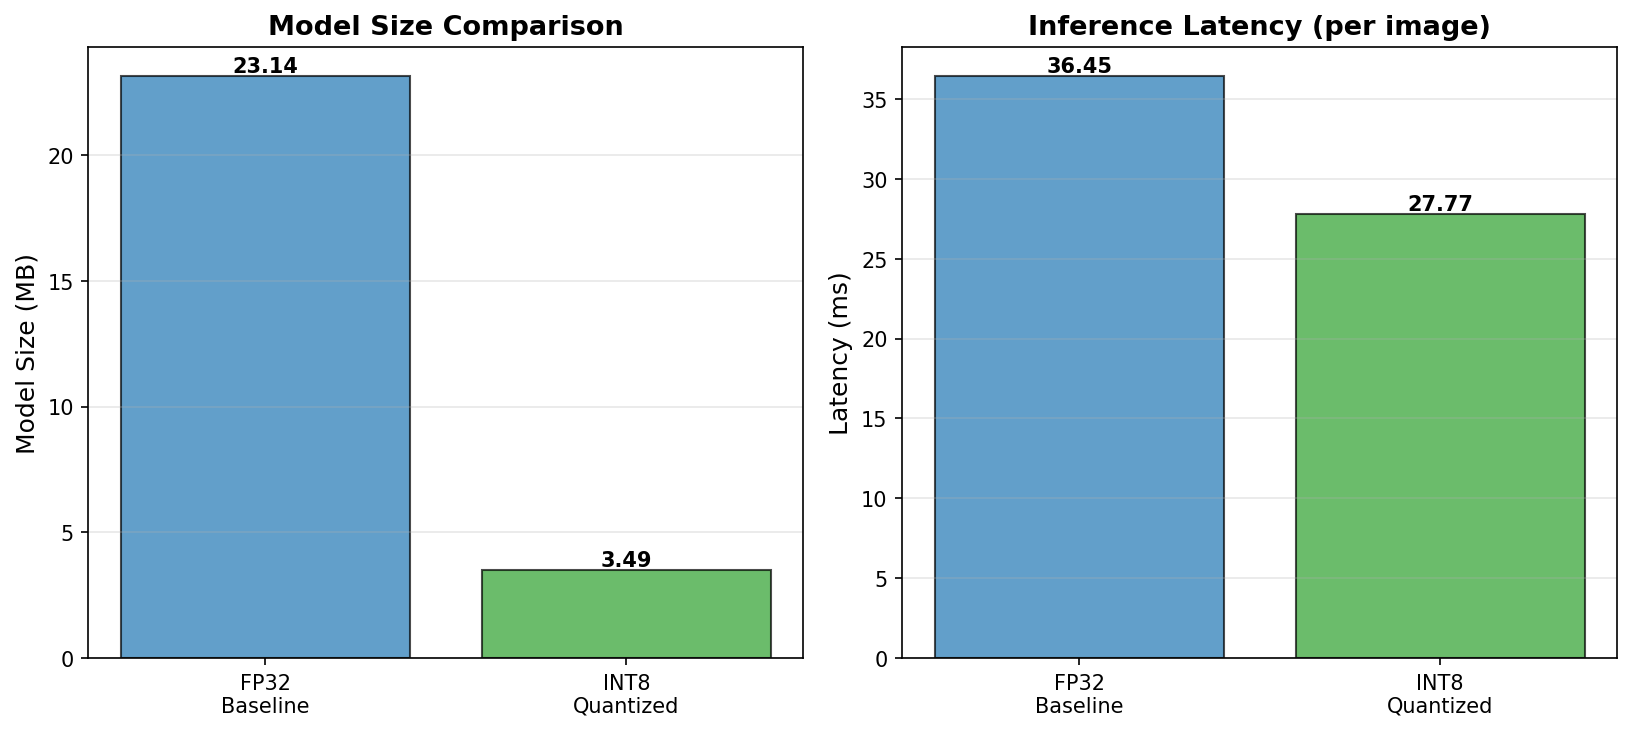 Model Size Comparison
23.14
3.49
20
15
10
5
0
Model Size (MB)
FP32
Baseline
INT8
Quantized
Inference Latency (per image)
36.45
27.77
35
30
25
20
15
10
5
0
Latency (ms)
FP32
Baseline
INT8
Quantized